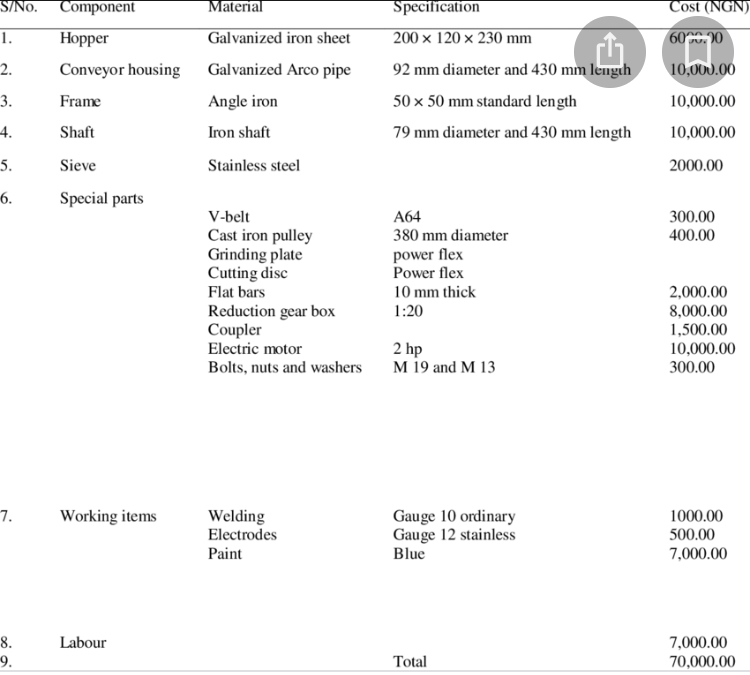 S/No. Component Material Specification Cost (NGN)
1. Hopper Galvanized iron sheet 200 × 120 × 230 mm 6000.00
2. Conveyor housing Galvanized Arco pipe 92 mm diameter and 430 mm length 10,000.00
3. Frame Angle iron 50 × 50 mm standard length 10,000.00
4. Shaft Iron shaft 79 mm diameter and 430 mm length 10,000.00
5. Sieve Stainless steel 2000.00
6. Special parts
V-belt A64 300.00
Cast iron pulley 380 mm diameter 400.00
Grinding plate power flex
Cutting disc Power flex
Flat bars 10 mm thick 2,000.00
Reduction gear box 1:20 8,000.00
Coupler 1,500.00
Electric motor 2 hp 10,000.00
Bolts, nuts and washers M 19 and M 13 300.00
7. Working items Welding Gauge 10 ordinary 1000.00
Electrodes Gauge 12 stainless 500.00
Paint Blue 7,000.00
8. Labour 7,000.00
9. Total 70,000.00